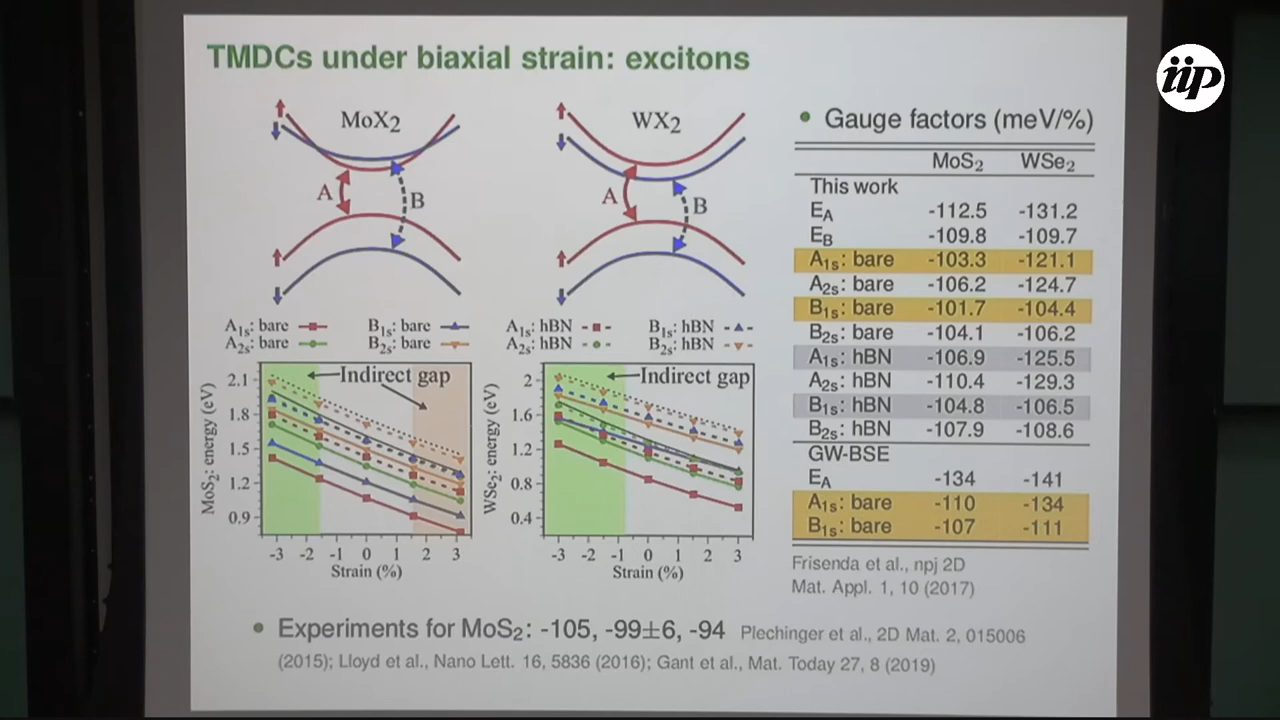 TMDCs under biaxial strain: excitons
iip
MoX2
A
B
WX2
A
B
A1s: bare
A2s: bare
B1s: bare
B2s: bare
A1s: hBN
A2s: hBN
B1s: hBN
B2s: hBN
MoS2: energy (eV)
2.1
1.8
1.5
1.2
0.9
Indirect gap
-3 -2 -1 0 1 2 3
Strain (%)
WSe2: energy (eV)
2
1.6
1.2
0.8
0.4
Indirect gap
-3 -2 -1 0 1 2 3
Strain (%)
• Gauge factors (meV/%)
MoS2 WSe2
This work
EA -112.5 -131.2
EB -109.8 -109.7
A1s: bare -103.3 -121.1
A2s: bare -106.2 -124.7
B1s: bare -101.7 -104.4
B2s: bare -104.1 -106.2
A1s: hBN -106.9 -125.5
A2s: hBN -110.4 -129.3
B1s: hBN -104.8 -106.5
B2s: hBN -107.9 -108.6
GW-BSE
EA -134 -141
A1s: bare -110 -134
B1s: bare -107 -111
Frisenda et al., npj 2D
Mat. Appl. 1, 10 (2017)
• Experiments for MoS2: -105, -99±6, -94 Plechinger et al., 2D Mat. 2, 015006
(2015); Lloyd et al., Nano Lett. 16, 5836 (2016); Gant et al., Mat. Today 27, 8 (2019)